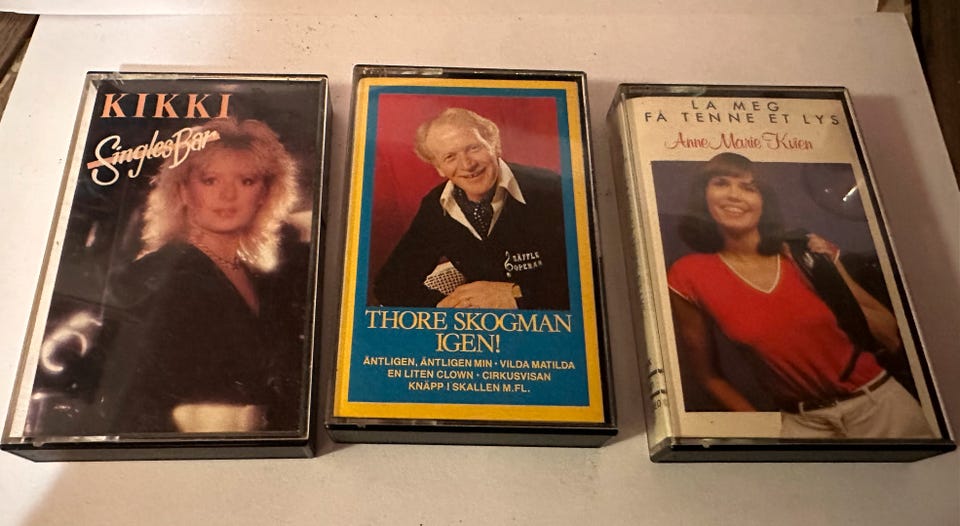 KIKKI
Singles Bar
THORE SKOGMAN
IGEN!
ÄNTLIGEN, ÄNTLIGEN MIN · VILDA MATILDA
EN LITEN CLOWN · CIRKUSVISAN
KNÄPP I SKALLEN M.FL.
SÄFFLE
OPERAN
LA MEG
FÅ TENNE ET LYS
Anne Marie Kvien